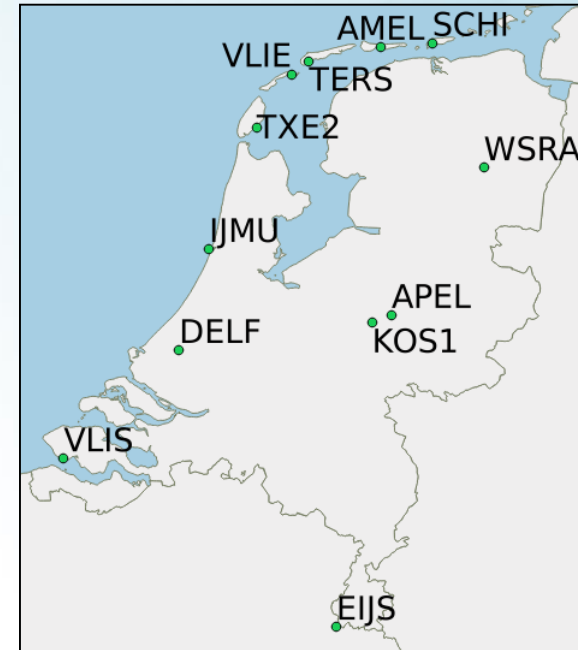 AMEL
SCHI
VLIE
TERS
TXE2
WSRA
IJMU
APEL
DELF
KOS1
VLIS
EIJS